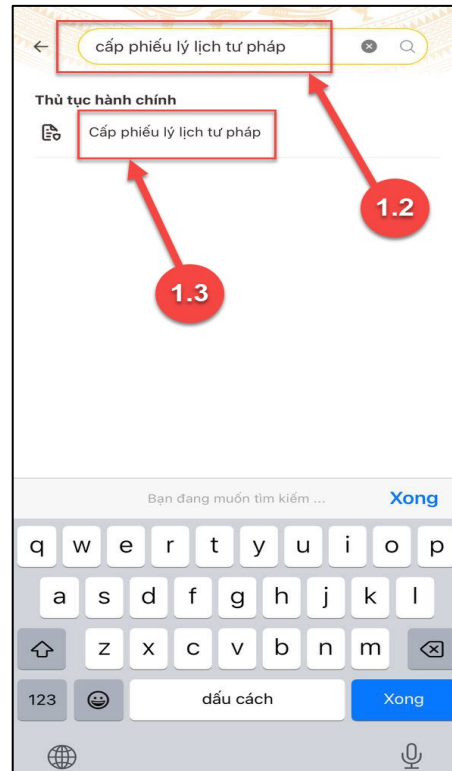 cấp phiếu lý lịch tư pháp
Thủ tục hành chính
Cấp phiếu lý lịch tư pháp
1.2
1.3
Bạn đang muốn tìm kiếm ... Xong
q w e r t y u i o p
a s d f g h j k l
z x c v b n m
123 dấu cách Xong